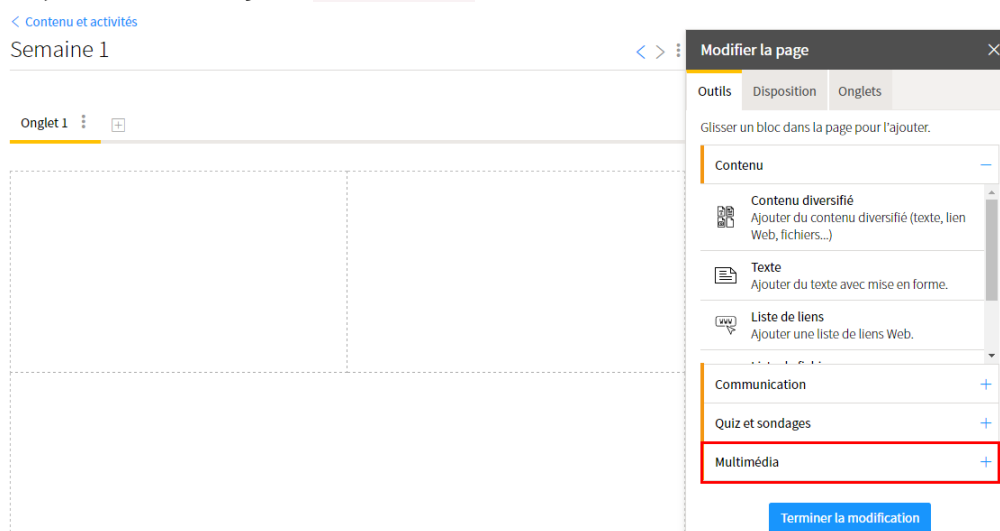 Contenu et activités
Semaine 1
Onglet 1
Modifier la page
Outils Disposition Onglets
Glisser un bloc dans la page pour l'ajouter.
Contenu
Contenu diversifié
Ajouter du contenu diversifié (texte, lien
Web, fichiers...)
Texte
Ajouter du texte avec mise en forme.
Liste de liens
Ajouter une liste de liens Web.
Communication
Quiz et sondages
Multimédia
Terminer la modification